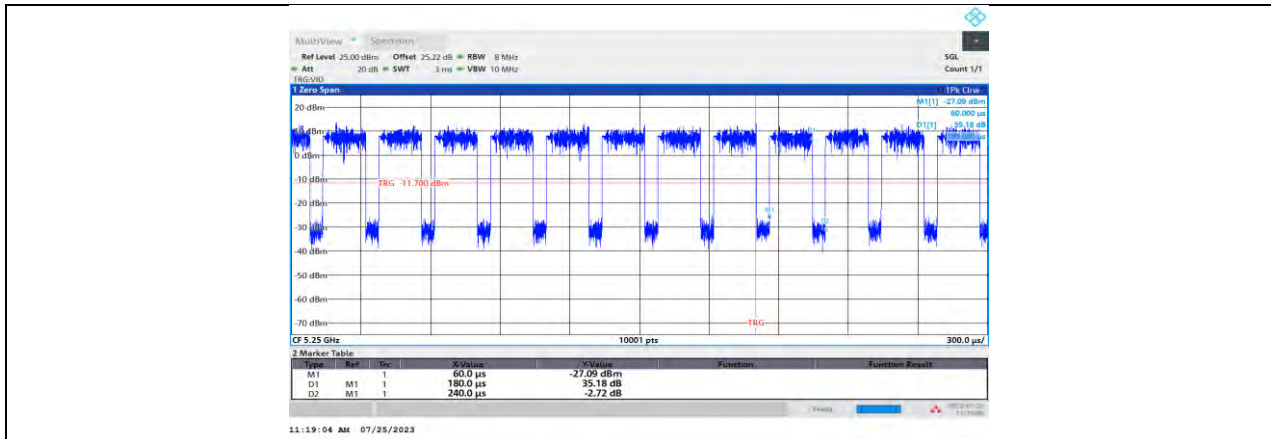 MultiView Spectrum
Ref Level 25.00 dBm Offset 25.22 dB RBW 8 MHz SGL
Att 20 dB SWT 3 ms VBW 10 MHz Count 1/1
TRG:VID
1 Zero Span 1Pk Clrw
M1[1] -27.09 dBm
60.000 µs
D1[1] 35.18 dB
20 dBm
0 dBm
-10 dBm
TRG -11.700 dBm
-20 dBm
M1
D2
-30 dBm
-40 dBm
-50 dBm
-60 dBm
-70 dBm
TRG
CF 5.25 GHz 10001 pts 300.0 µs/
2 Marker Table
Type Ref Trc X-Value Y-Value Function Function Result
M1 1 60.0 µs -27.09 dBm
D1 M1 1 180.0 µs 35.18 dB
D2 M1 1 240.0 µs -2.72 dB
Ready
11:19:04 AM 07/25/2023